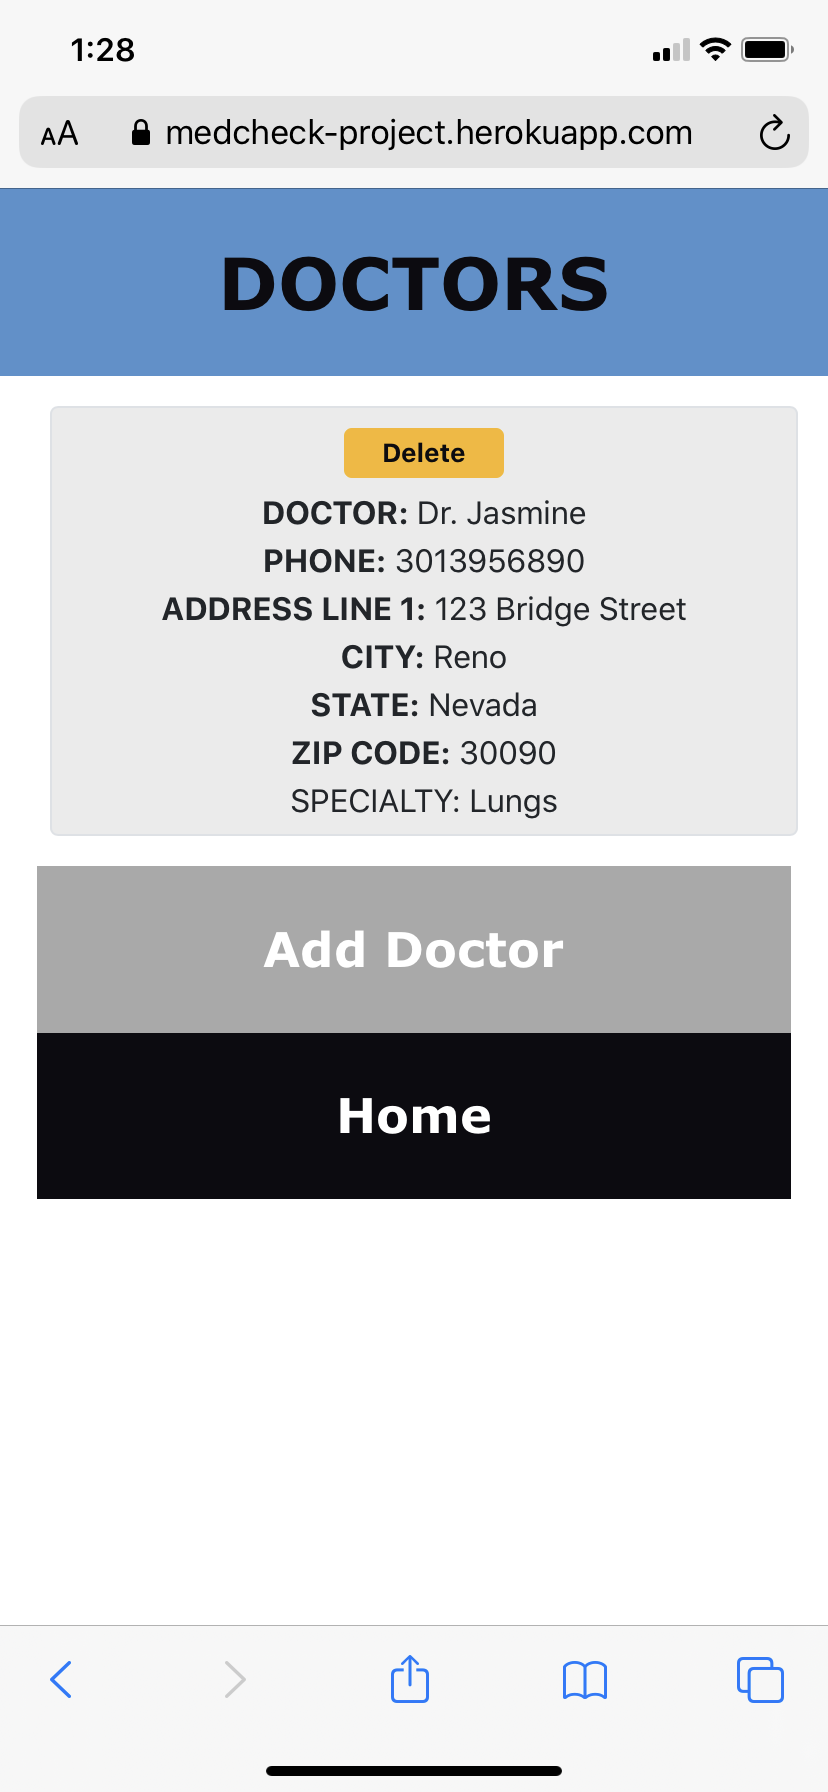 1:28
AA medcheck-project.herokuapp.com
DOCTORS
Delete
DOCTOR: Dr. Jasmine
PHONE: 3013956890
ADDRESS LINE 1: 123 Bridge Street
CITY: Reno
STATE: Nevada
ZIP CODE: 30090
SPECIALTY: Lungs
Add Doctor
Home